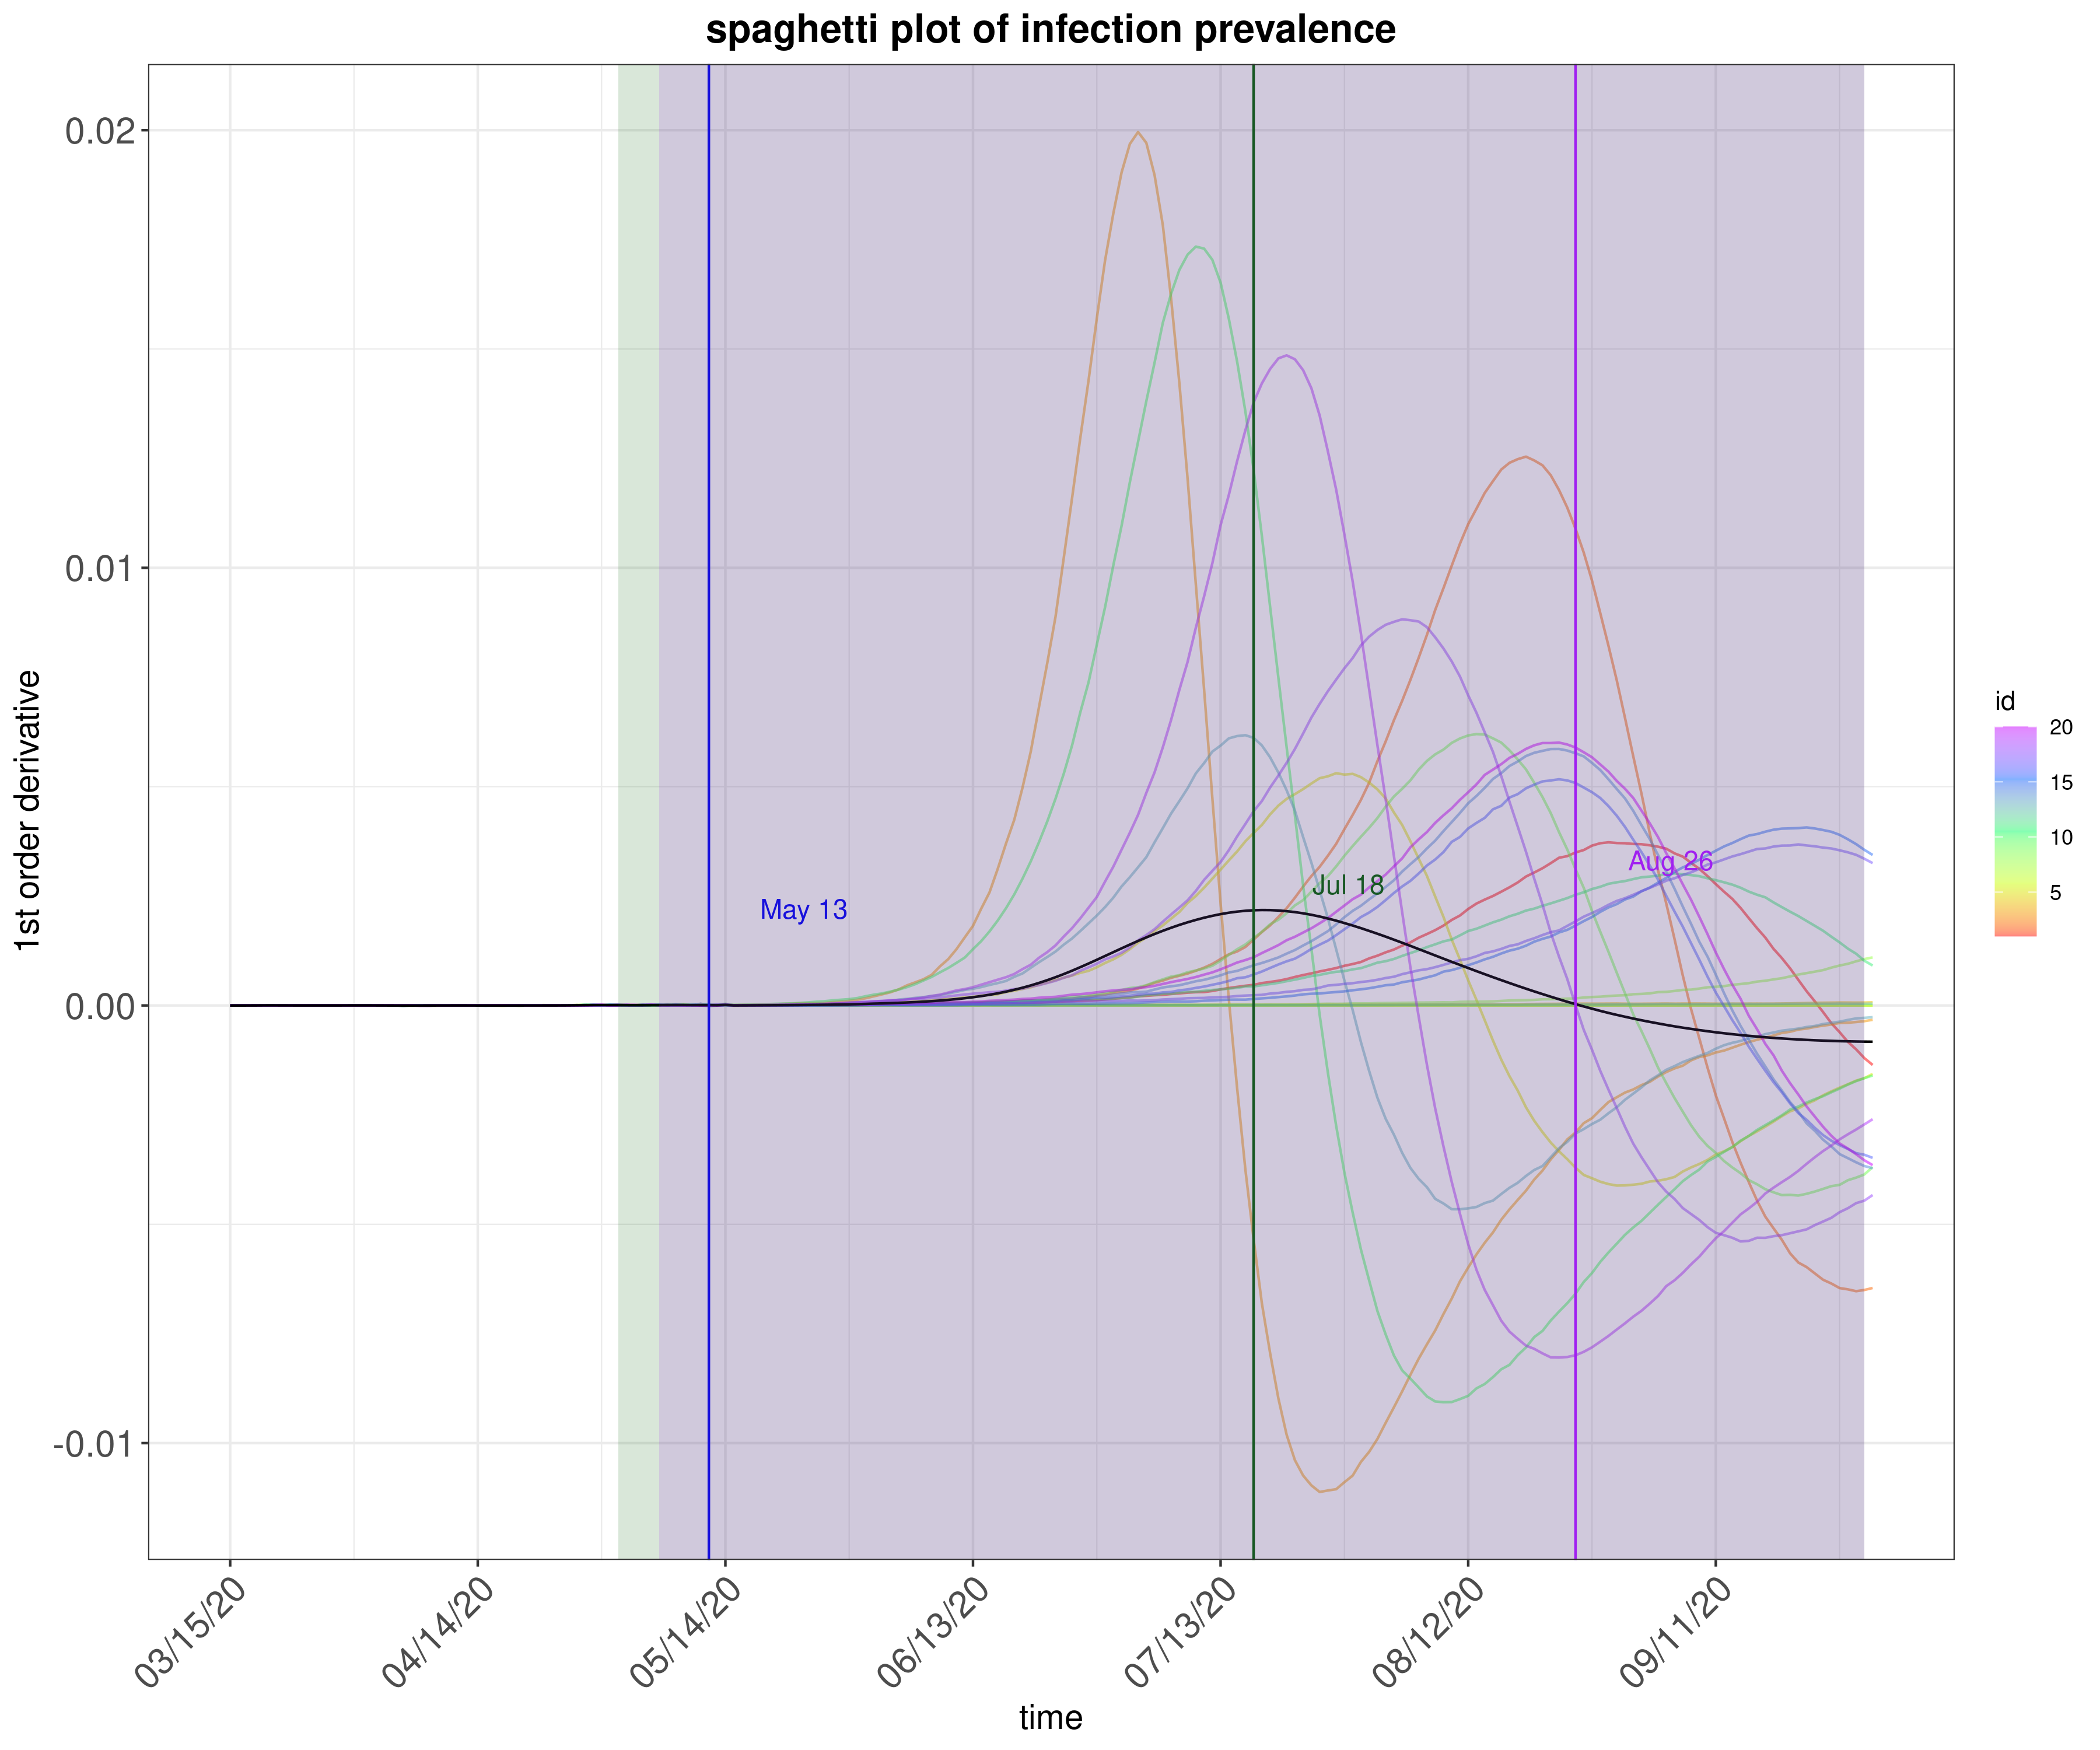 spaghetti plot of infection prevalence
0.02
0.01
0.00
-0.01
1st order derivative
May 13
Jul 18
Aug 26
id
20
15
10
5
03/15/20
04/14/20
05/14/20
06/13/20
07/13/20
08/12/20
09/11/20
time